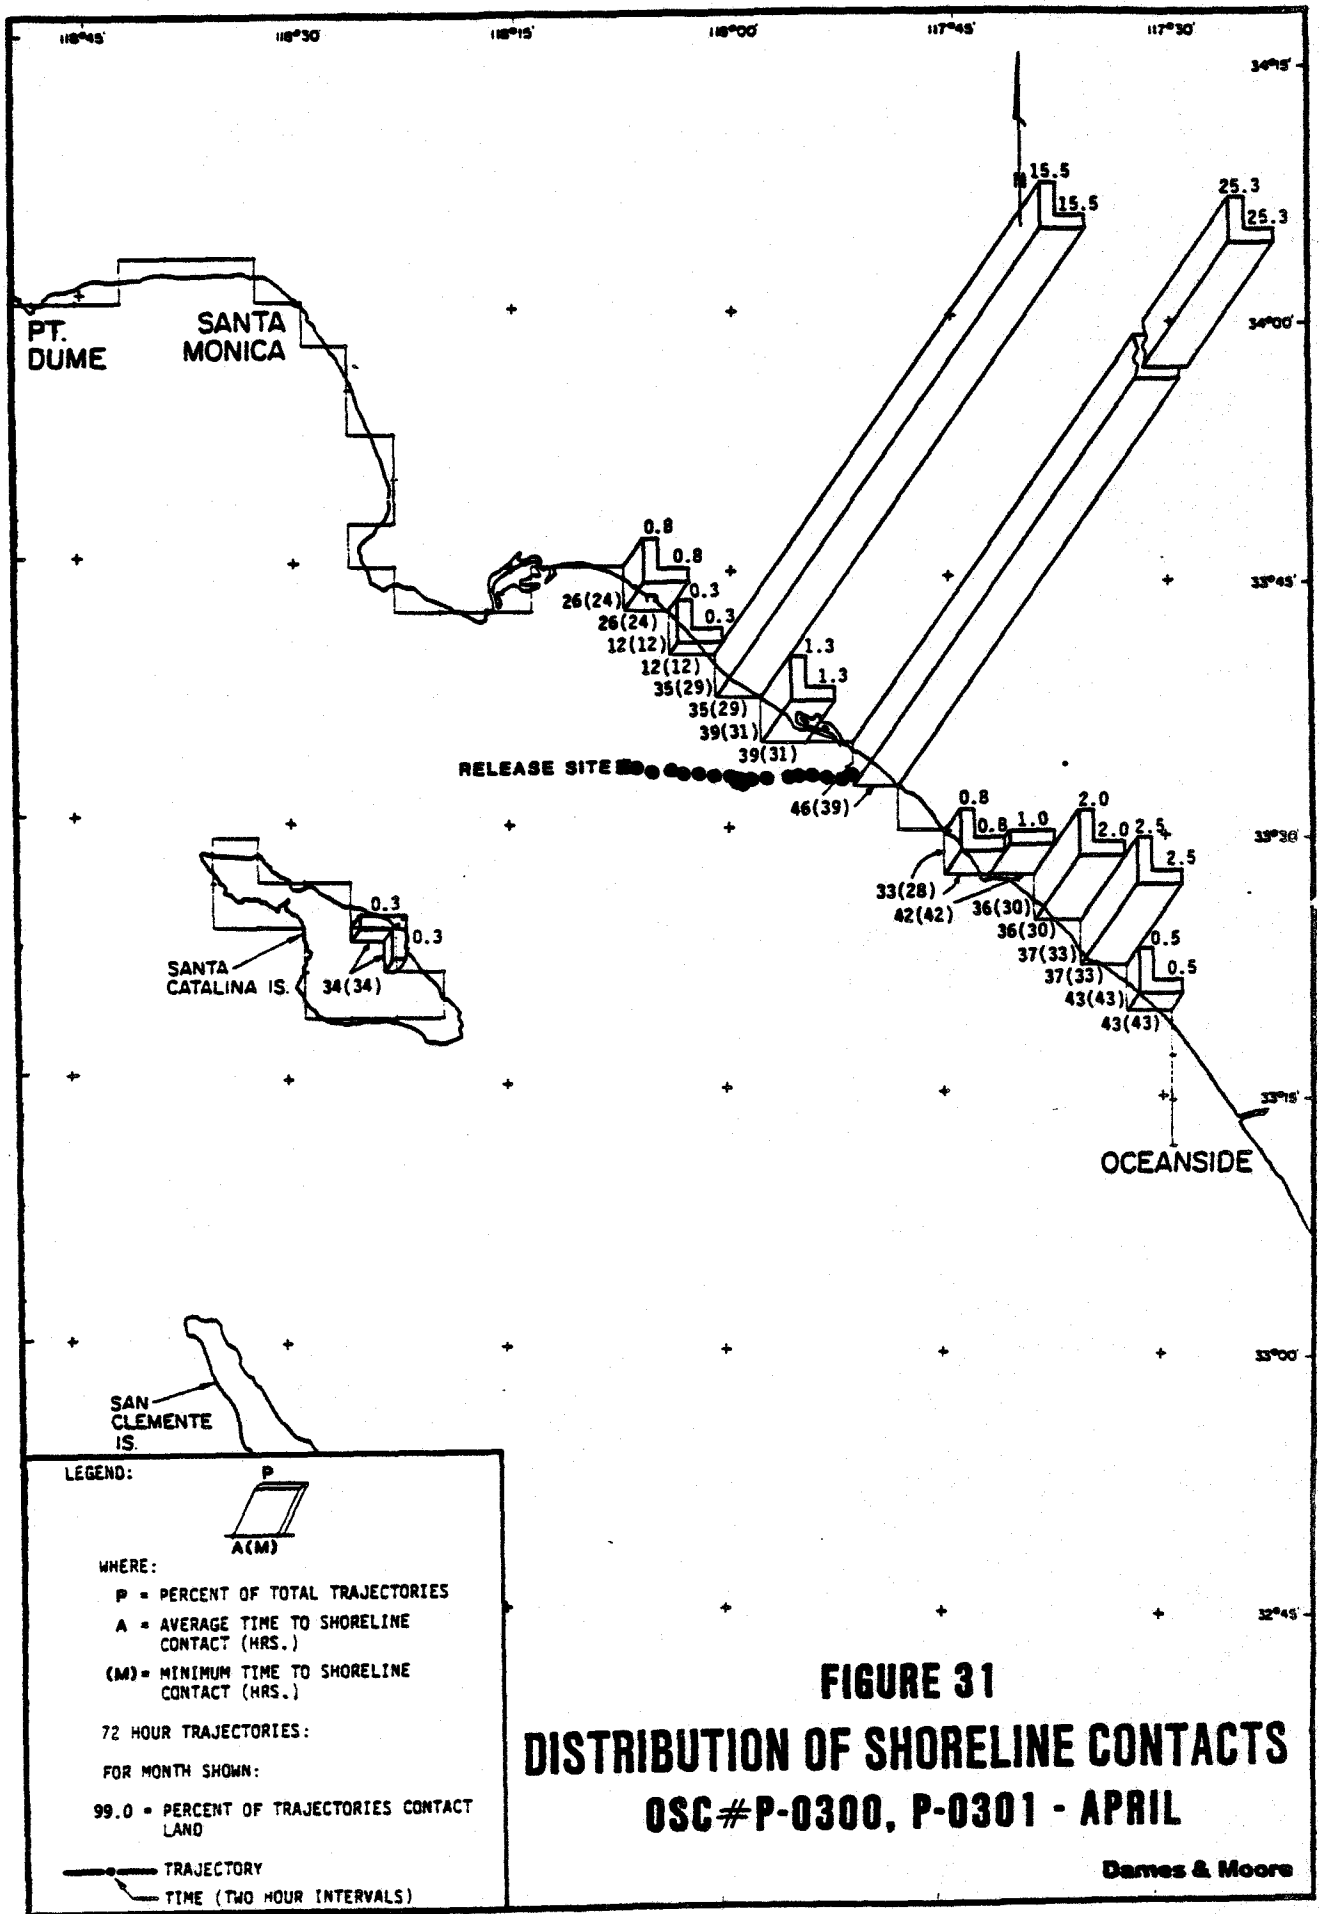 118°45'
118°30'
118°15'
118°00'
117°45'
117°30'
34°15'
N
15.5
15.5
25.3
25.3
PT.
DUME
SANTA
MONICA
34°00'
0.8
0.8
33°45'
26(24)
0.3
26(24)
0.3
12(12)
12(12)
1.3
35(29)
1.3
35(29)
39(31)
39(31)
RELEASE SITE
46(39)
0.8
2.0
0.8
1.0
2.0
2.5
33°30'
2.5
33(28)
42(42)
36(30)
36(30)
0.3
0.3
37(33)
0.5
37(33)
0.5
SANTA
CATALINA IS.
34(34)
43(43)
43(43)
33°15'
OCEANSIDE
33°00'
SAN
CLEMENTE
IS.
LEGEND:
P
A(M)
WHERE:
P = PERCENT OF TOTAL TRAJECTORIES
A = AVERAGE TIME TO SHORELINE
CONTACT (HRS.)
(M)= MINIMUM TIME TO SHORELINE
CONTACT (HRS.)
72 HOUR TRAJECTORIES:
FOR MONTH SHOWN:
99.0 = PERCENT OF TRAJECTORIES CONTACT
LAND
TRAJECTORY
TIME (TWO HOUR INTERVALS)
32°45'
FIGURE 31
DISTRIBUTION OF SHORELINE CONTACTS
OSC#P-0300, P-0301 - APRIL
Dames & Moore